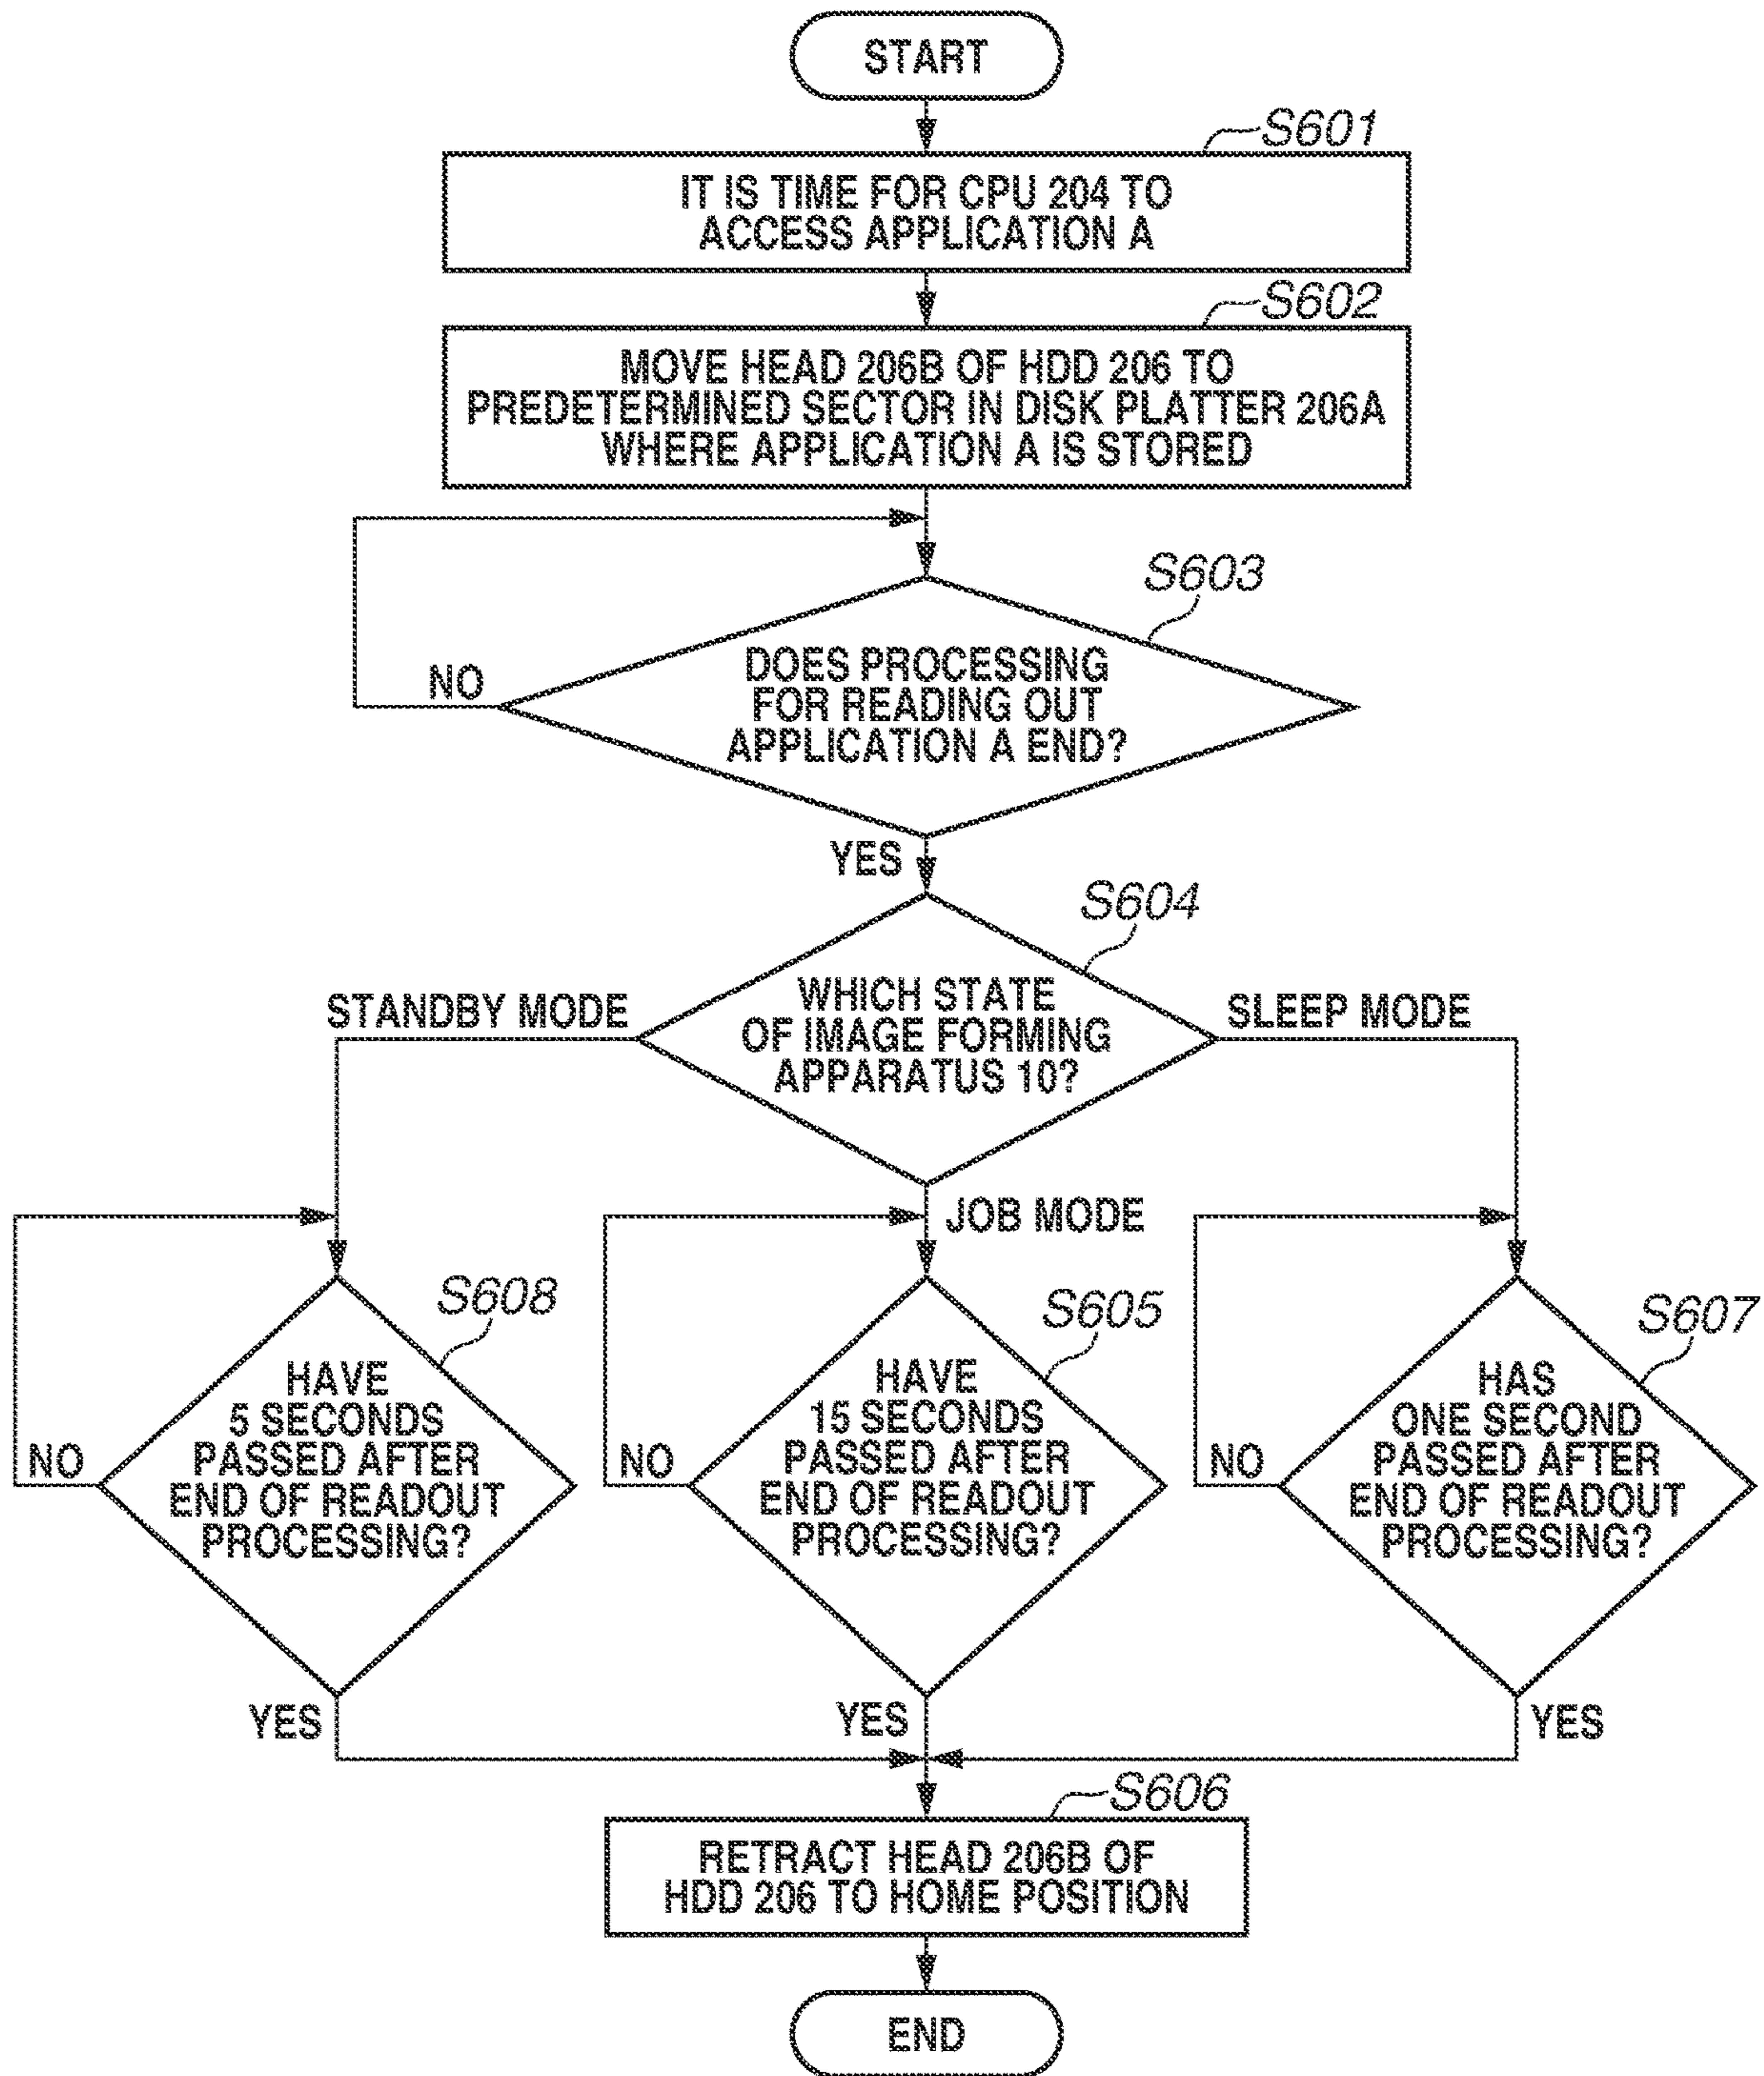 START
S601
IT IS TIME FOR CPU 204 TO
ACCESS APPLICATION A
S602
MOVE HEAD 206B OF HDD 206 TO
PREDETERMINED SECTOR IN DISK PLATTER 206A
WHERE APPLICATION A IS STORED
S603
DOES PROCESSING
FOR READING OUT
APPLICATION A END?
NO
YES
S604
WHICH STATE
OF IMAGE FORMING
APPARATUS 10?
STANDBY MODE
SLEEP MODE
JOB MODE
S608
HAVE
5 SECONDS
PASSED AFTER
END OF READOUT
PROCESSING?
NO
YES
S605
HAVE
15 SECONDS
PASSED AFTER
END OF READOUT
PROCESSING?
NO
YES
S607
HAS
ONE SECOND
PASSED AFTER
END OF READOUT
PROCESSING?
NO
YES
S606
RETRACT HEAD 206B OF
HDD 206 TO HOME POSITION
END